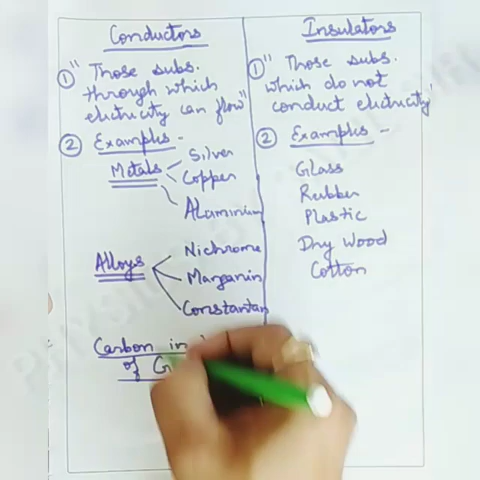 Conductors
① "Those subs.
through which
electricity can flow"
② Examples -
Metals
Silver
Copper
Aluminium
Alloys
Nichrome
Manganin
Constantan
Carbon in
of G
Insulators
① "Those subs.
which do not
conduct electricity"
② Examples -
Glass
Rubber
Plastic
Dry Wood
Cotton